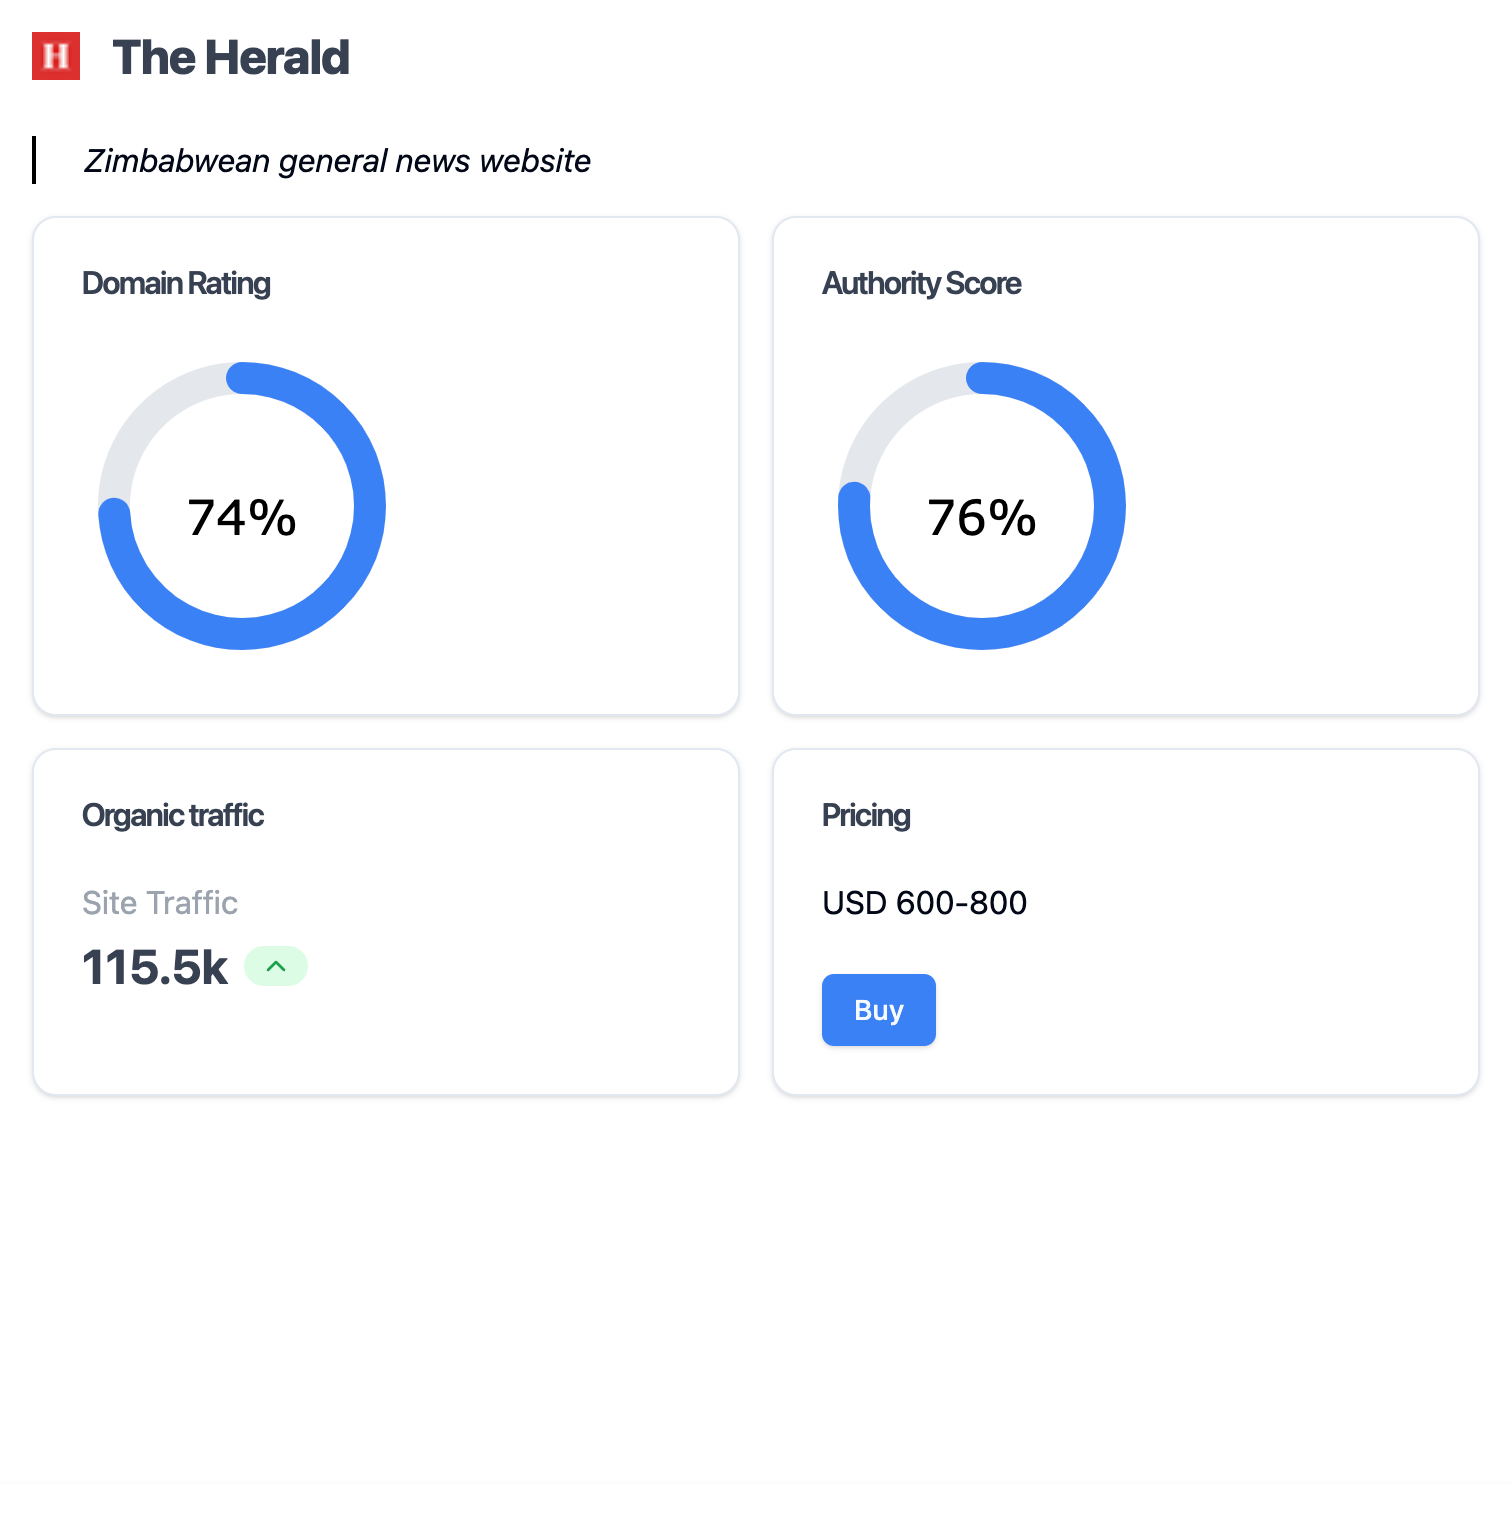 H
The Herald
Zimbabwean general news website
Domain Rating
74%
Authority Score
76%
Organic traffic
Site Traffic
115.5k
Pricing
USD 600-800
Buy